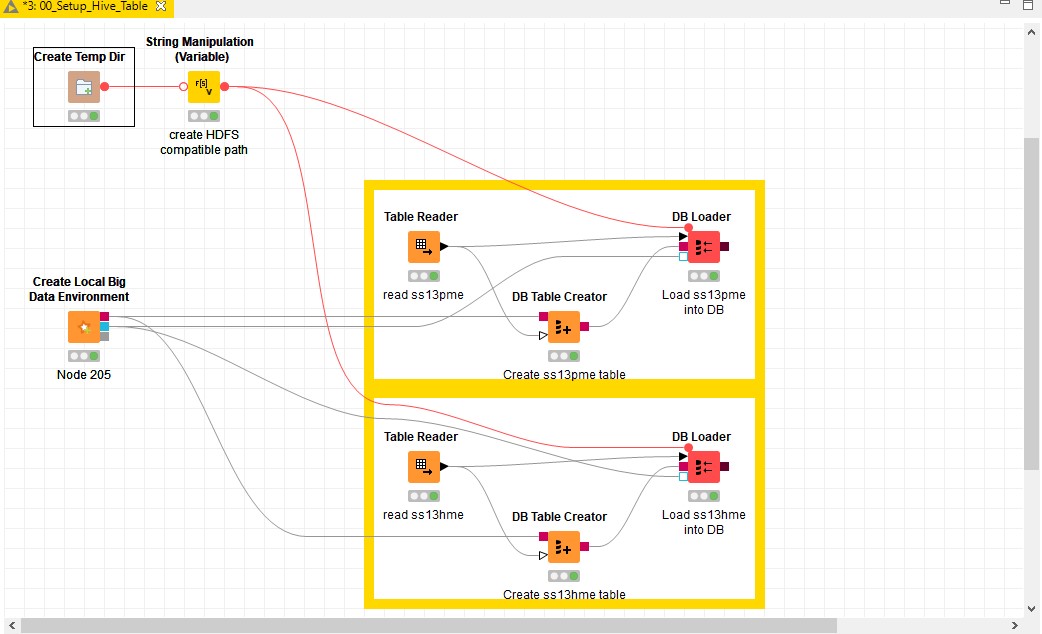 *3: 00_Setup_Hive_Table
String Manipulation
(Variable)
Create Temp Dir
f[s]
v
create HDFS
compatible path
Table Reader
DB Loader
read ss13pme
Load ss13pme
into DB
Create Local Big
Data Environment
DB Table Creator
Node 205
Create ss13pme table
Table Reader
DB Loader
read ss13hme
Load ss13hme
into DB
DB Table Creator
Create ss13hme table